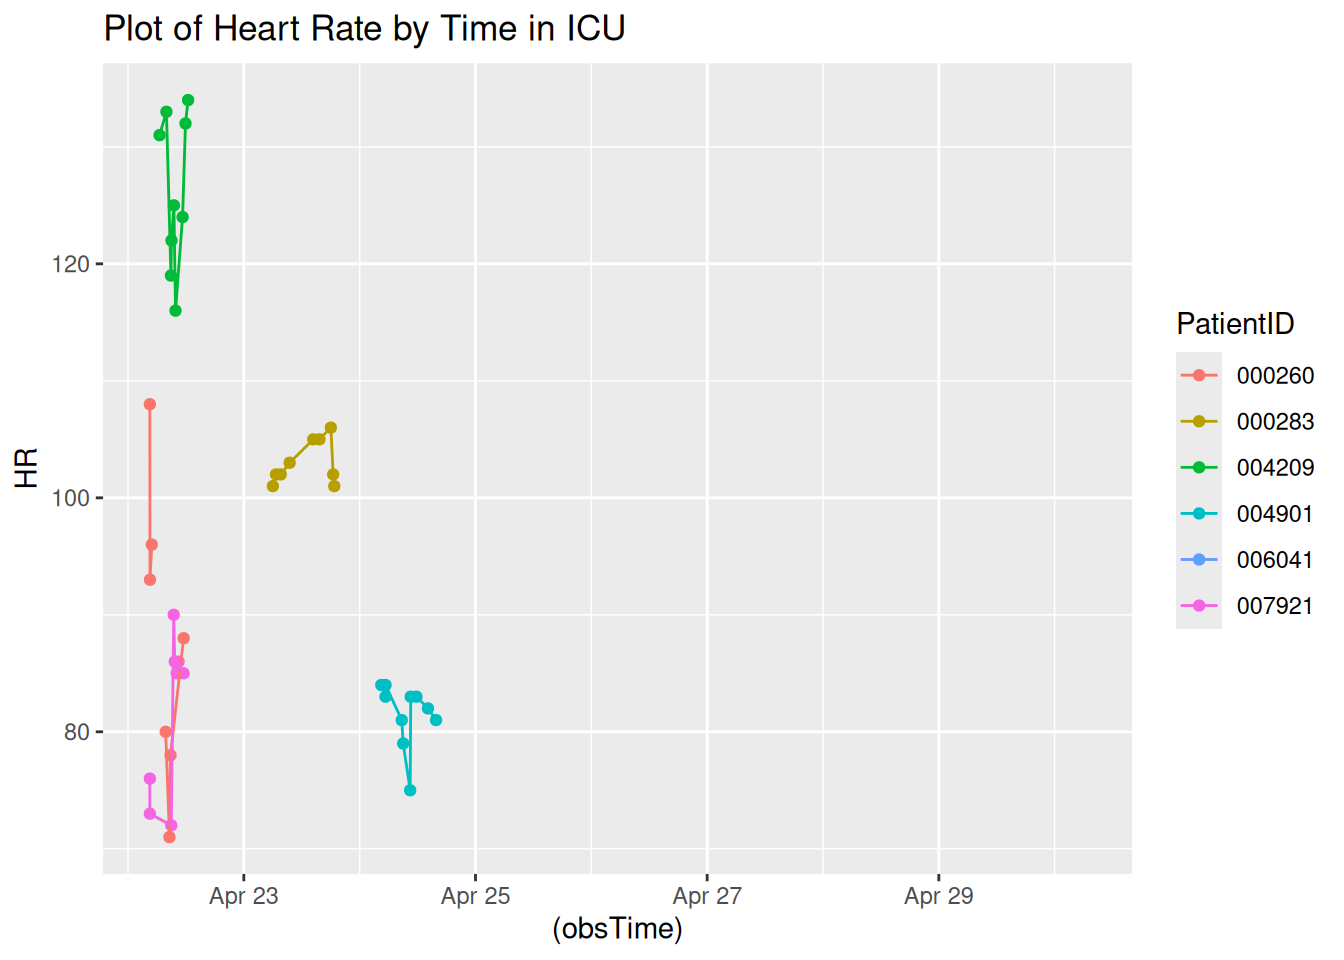 Plot of Heart Rate by Time in ICU
HR
120
100
80
Apr 23
Apr 25
Apr 27
Apr 29
(obsTime)
PatientID
000260
000283
004209
004901
006041
007921